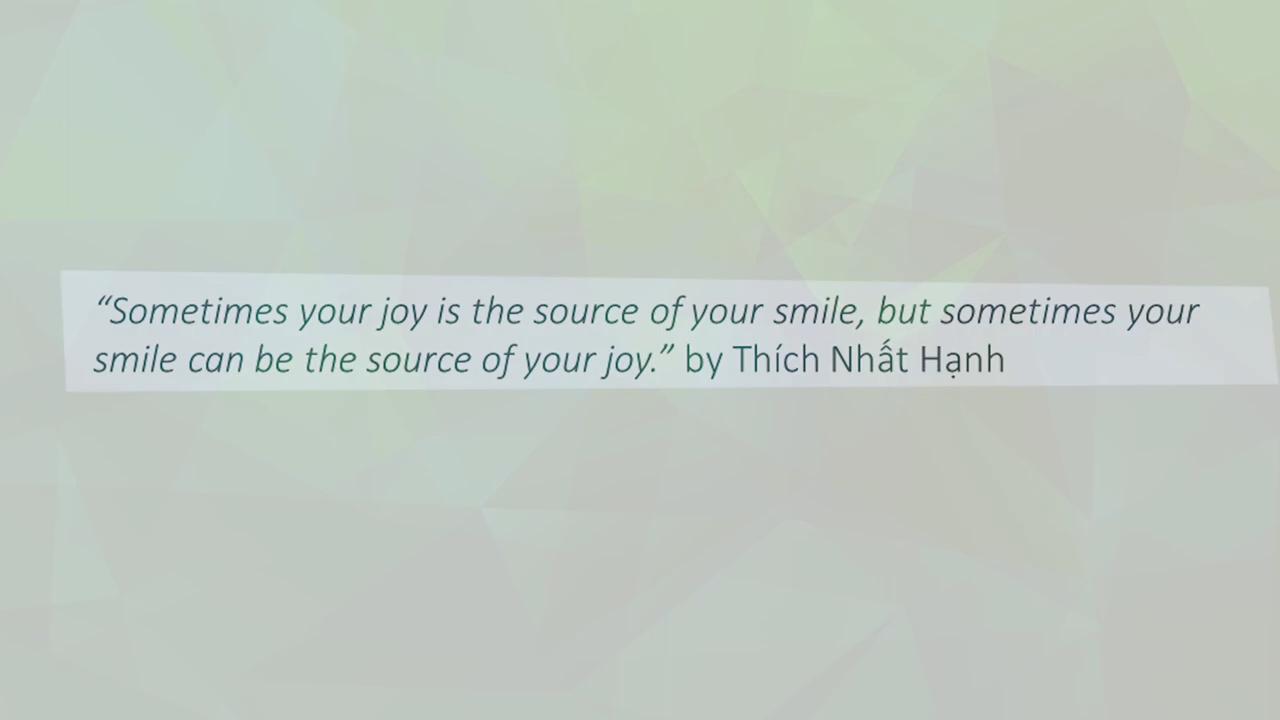 “Sometimes your joy is the source of your smile, but sometimes your
smile can be the source of your joy.” by Thích Nhất Hạnh